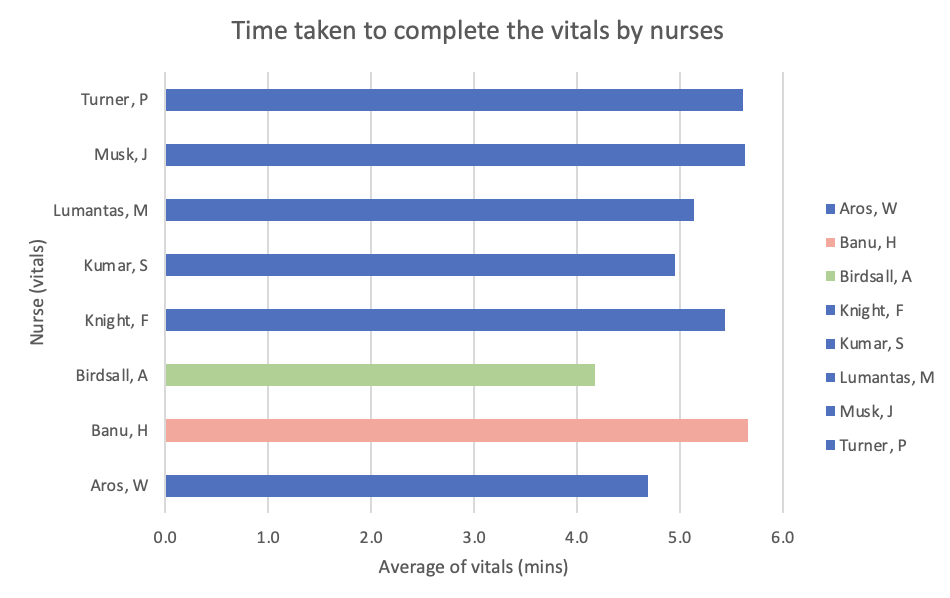 Time taken to complete the vitals by nurses
Nurse (vitals)
Turner, P
Musk, J
Lumantas, M
Kumar, S
Knight, F
Birdsall, A
Banu, H
Aros, W
0.0 1.0 2.0 3.0 4.0 5.0 6.0
Average of vitals (mins)
Aros, W
Banu, H
Birdsall, A
Knight, F
Kumar, S
Lumantas, M
Musk, J
Turner, P